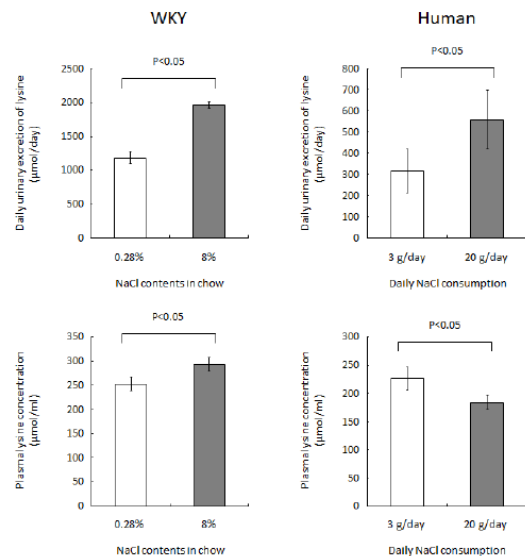 WKY
P<0.05
2500
2000
1500
1000
500
0
Daily urinary excretion of lysine
(μmol/day)
0.28%
8%
NaCl contents in chow
Human
P<0.05
800
700
600
500
400
300
200
100
0
Daily urinary excretion of lysine
(μmol/day)
3 g/day
20 g/day
Daily NaCl consumption
P<0.05
350
300
250
200
150
100
50
0
Plasma lysine concentration
(μmol/ml)
0.28%
8%
NaCl contents in chow
P<0.05
300
250
200
150
100
50
0
Plasma lysine concentration
(μmol/ml)
3 g/day
20 g/day
Daily NaCl consumption